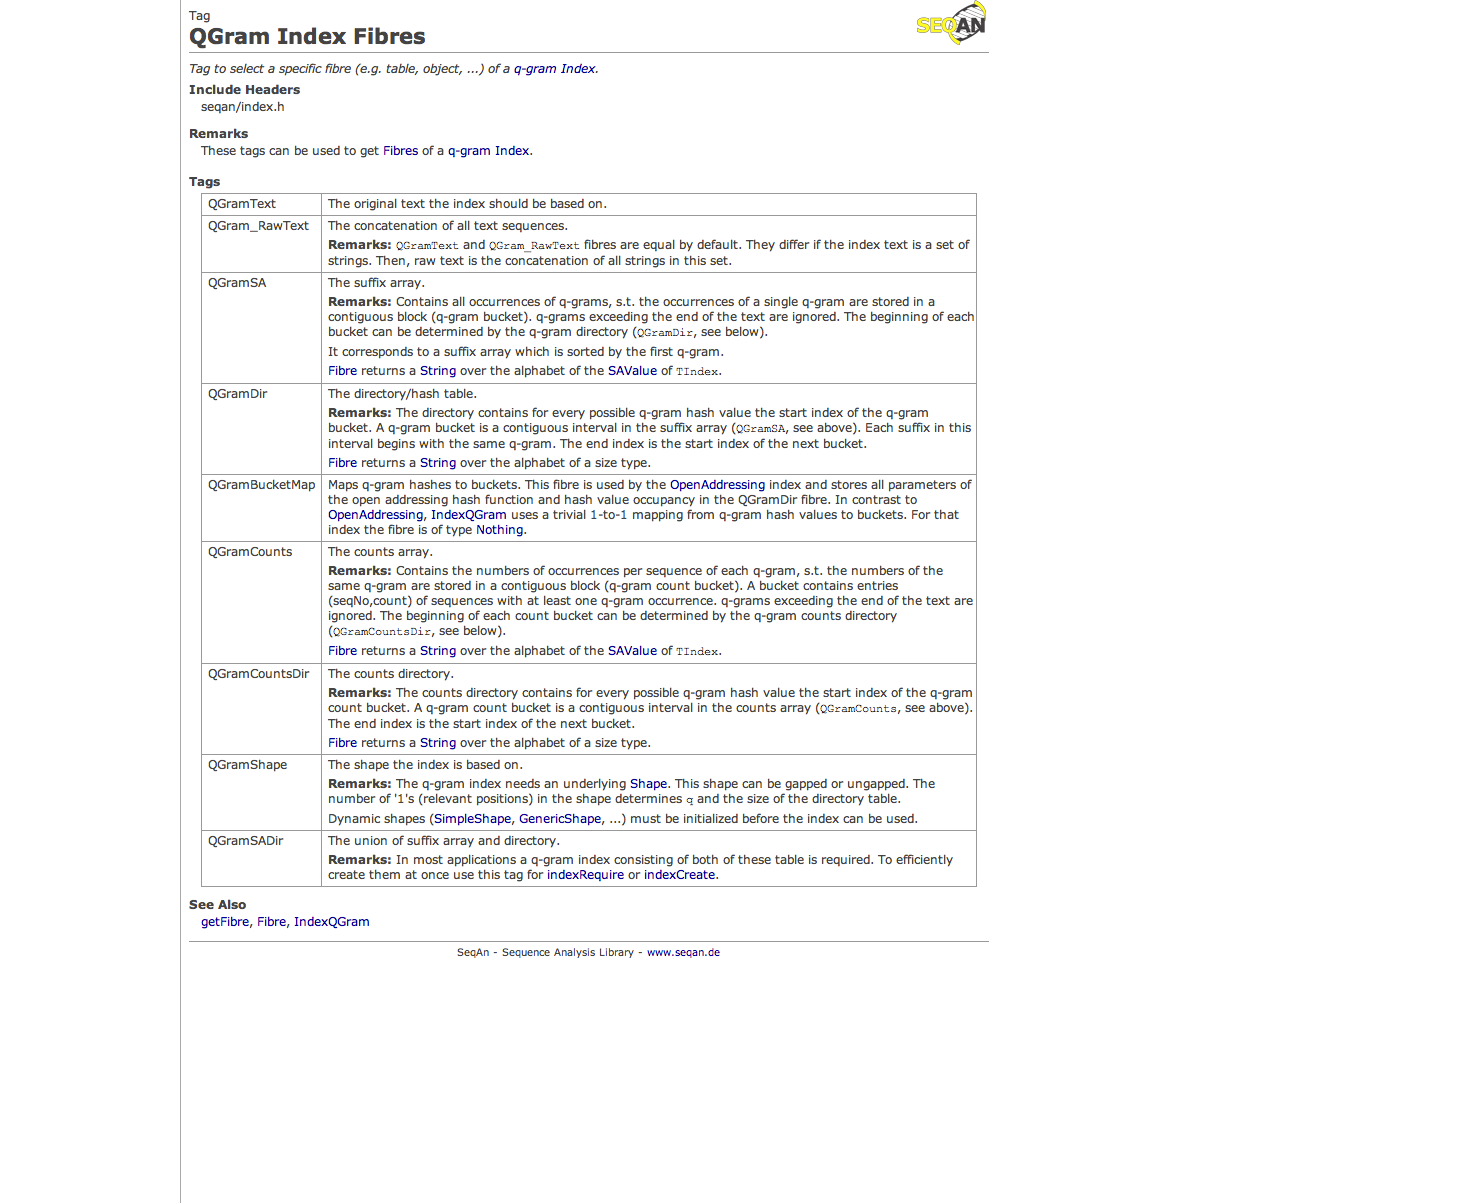 Tag
QGram Index Fibres
SEQAN
Tag to select a specific fibre (e.g. table, object, ...) of a q-gram Index.
Include Headers
seqan/index.h
Remarks
These tags can be used to get Fibres of a q-gram Index.
Tags
QGramText The original text the index should be based on.
QGram_RawText The concatenation of all text sequences.
Remarks: QGramText and QGram_RawText fibres are equal by default. They differ if the index text is a set of
strings. Then, raw text is the concatenation of all strings in this set.
QGramSA The suffix array.
Remarks: Contains all occurrences of q-grams, s.t. the occurrences of a single q-gram are stored in a
contiguous block (q-gram bucket). q-grams exceeding the end of the text are ignored. The beginning of each
bucket can be determined by the q-gram directory (QGramDir, see below).
It corresponds to a suffix array which is sorted by the first q-gram.
Fibre returns a String over the alphabet of the SAValue of TIndex.
QGramDir The directory/hash table.
Remarks: The directory contains for every possible q-gram hash value the start index of the q-gram
bucket. A q-gram bucket is a contiguous interval in the suffix array (QGramSA, see above). Each suffix in this
interval begins with the same q-gram. The end index is the start index of the next bucket.
Fibre returns a String over the alphabet of a size type.
QGramBucketMap Maps q-gram hashes to buckets. This fibre is used by the OpenAddressing index and stores all parameters of
the open addressing hash function and hash value occupancy in the QGramDir fibre. In contrast to
OpenAddressing, IndexQGram uses a trivial 1-to-1 mapping from q-gram hash values to buckets. For that
index the fibre is of type Nothing.
QGramCounts The counts array.
Remarks: Contains the numbers of occurrences per sequence of each q-gram, s.t. the numbers of the
same q-gram are stored in a contiguous block (q-gram count bucket). A bucket contains entries
(seqNo,count) of sequences with at least one q-gram occurrence. q-grams exceeding the end of the text are
ignored. The beginning of each count bucket can be determined by the q-gram counts directory
(QGramCountsDir, see below).
Fibre returns a String over the alphabet of the SAValue of TIndex.
QGramCountsDir The counts directory.
Remarks: The counts directory contains for every possible q-gram hash value the start index of the q-gram
count bucket. A q-gram count bucket is a contiguous interval in the counts array (QGramCounts, see above).
The end index is the start index of the next bucket.
Fibre returns a String over the alphabet of a size type.
QGramShape The shape the index is based on.
Remarks: The q-gram index needs an underlying Shape. This shape can be gapped or ungapped. The
number of '1's (relevant positions) in the shape determines q and the size of the directory table.
Dynamic shapes (SimpleShape, GenericShape, ...) must be initialized before the index can be used.
QGramSADir The union of suffix array and directory.
Remarks: In most applications a q-gram index consisting of both of these table is required. To efficiently
create them at once use this tag for indexRequire or indexCreate.
See Also
getFibre, Fibre, IndexQGram
SeqAn - Sequence Analysis Library - www.seqan.de